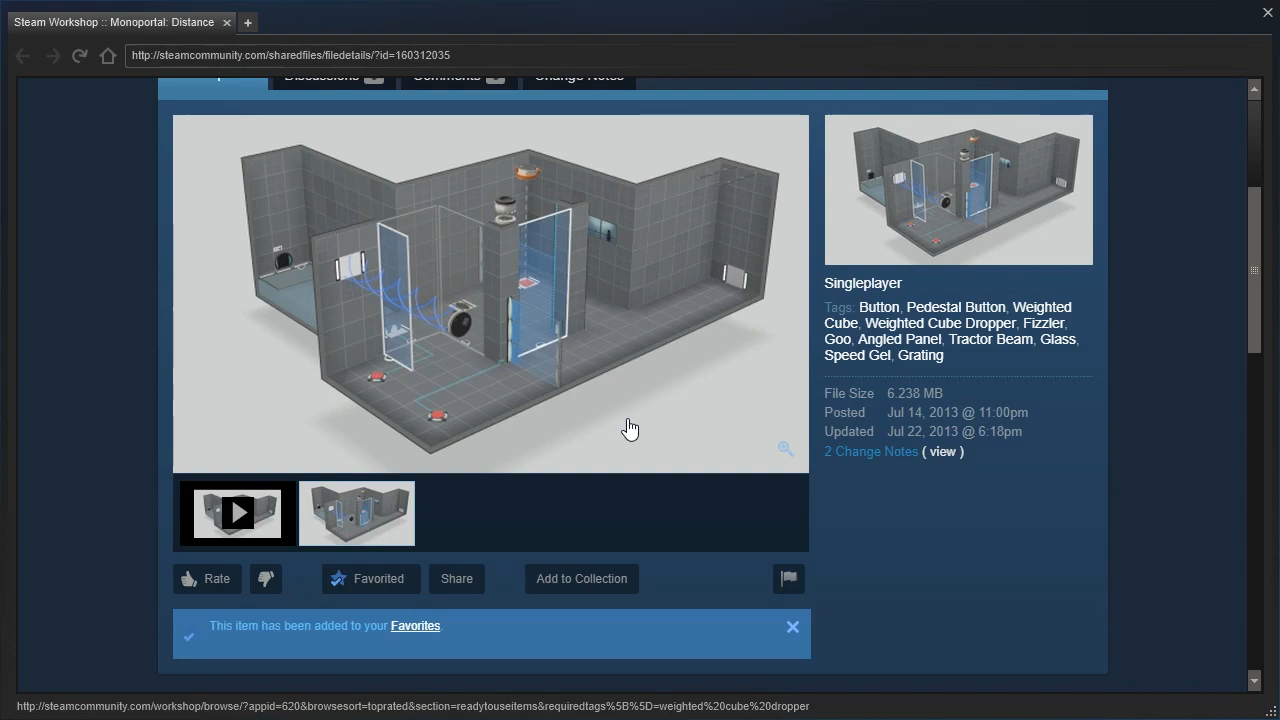 Steam Workshop :: Monoportal: Distance
http://steamcommunity.com/sharedfiles/filedetails/?id=160312035
Discussions Comments Change Notes
Singleplayer
Tags: Button, Pedestal Button, Weighted
Cube, Weighted Cube Dropper, Fizzler,
Goo, Angled Panel, Tractor Beam, Glass,
Speed Gel, Grating
File Size 6.238 MB
Posted Jul 14, 2013 @ 11:00pm
Updated Jul 22, 2013 @ 6:18pm
2 Change Notes ( view )
Rate Favorited Share Add to Collection
This item has been added to your Favorites.
http://steamcommunity.com/workshop/browse/?appid=620&browsesort=toprated&section=readytouseitems&requiredtags%5B%5D=weighted%20cube%20dropper